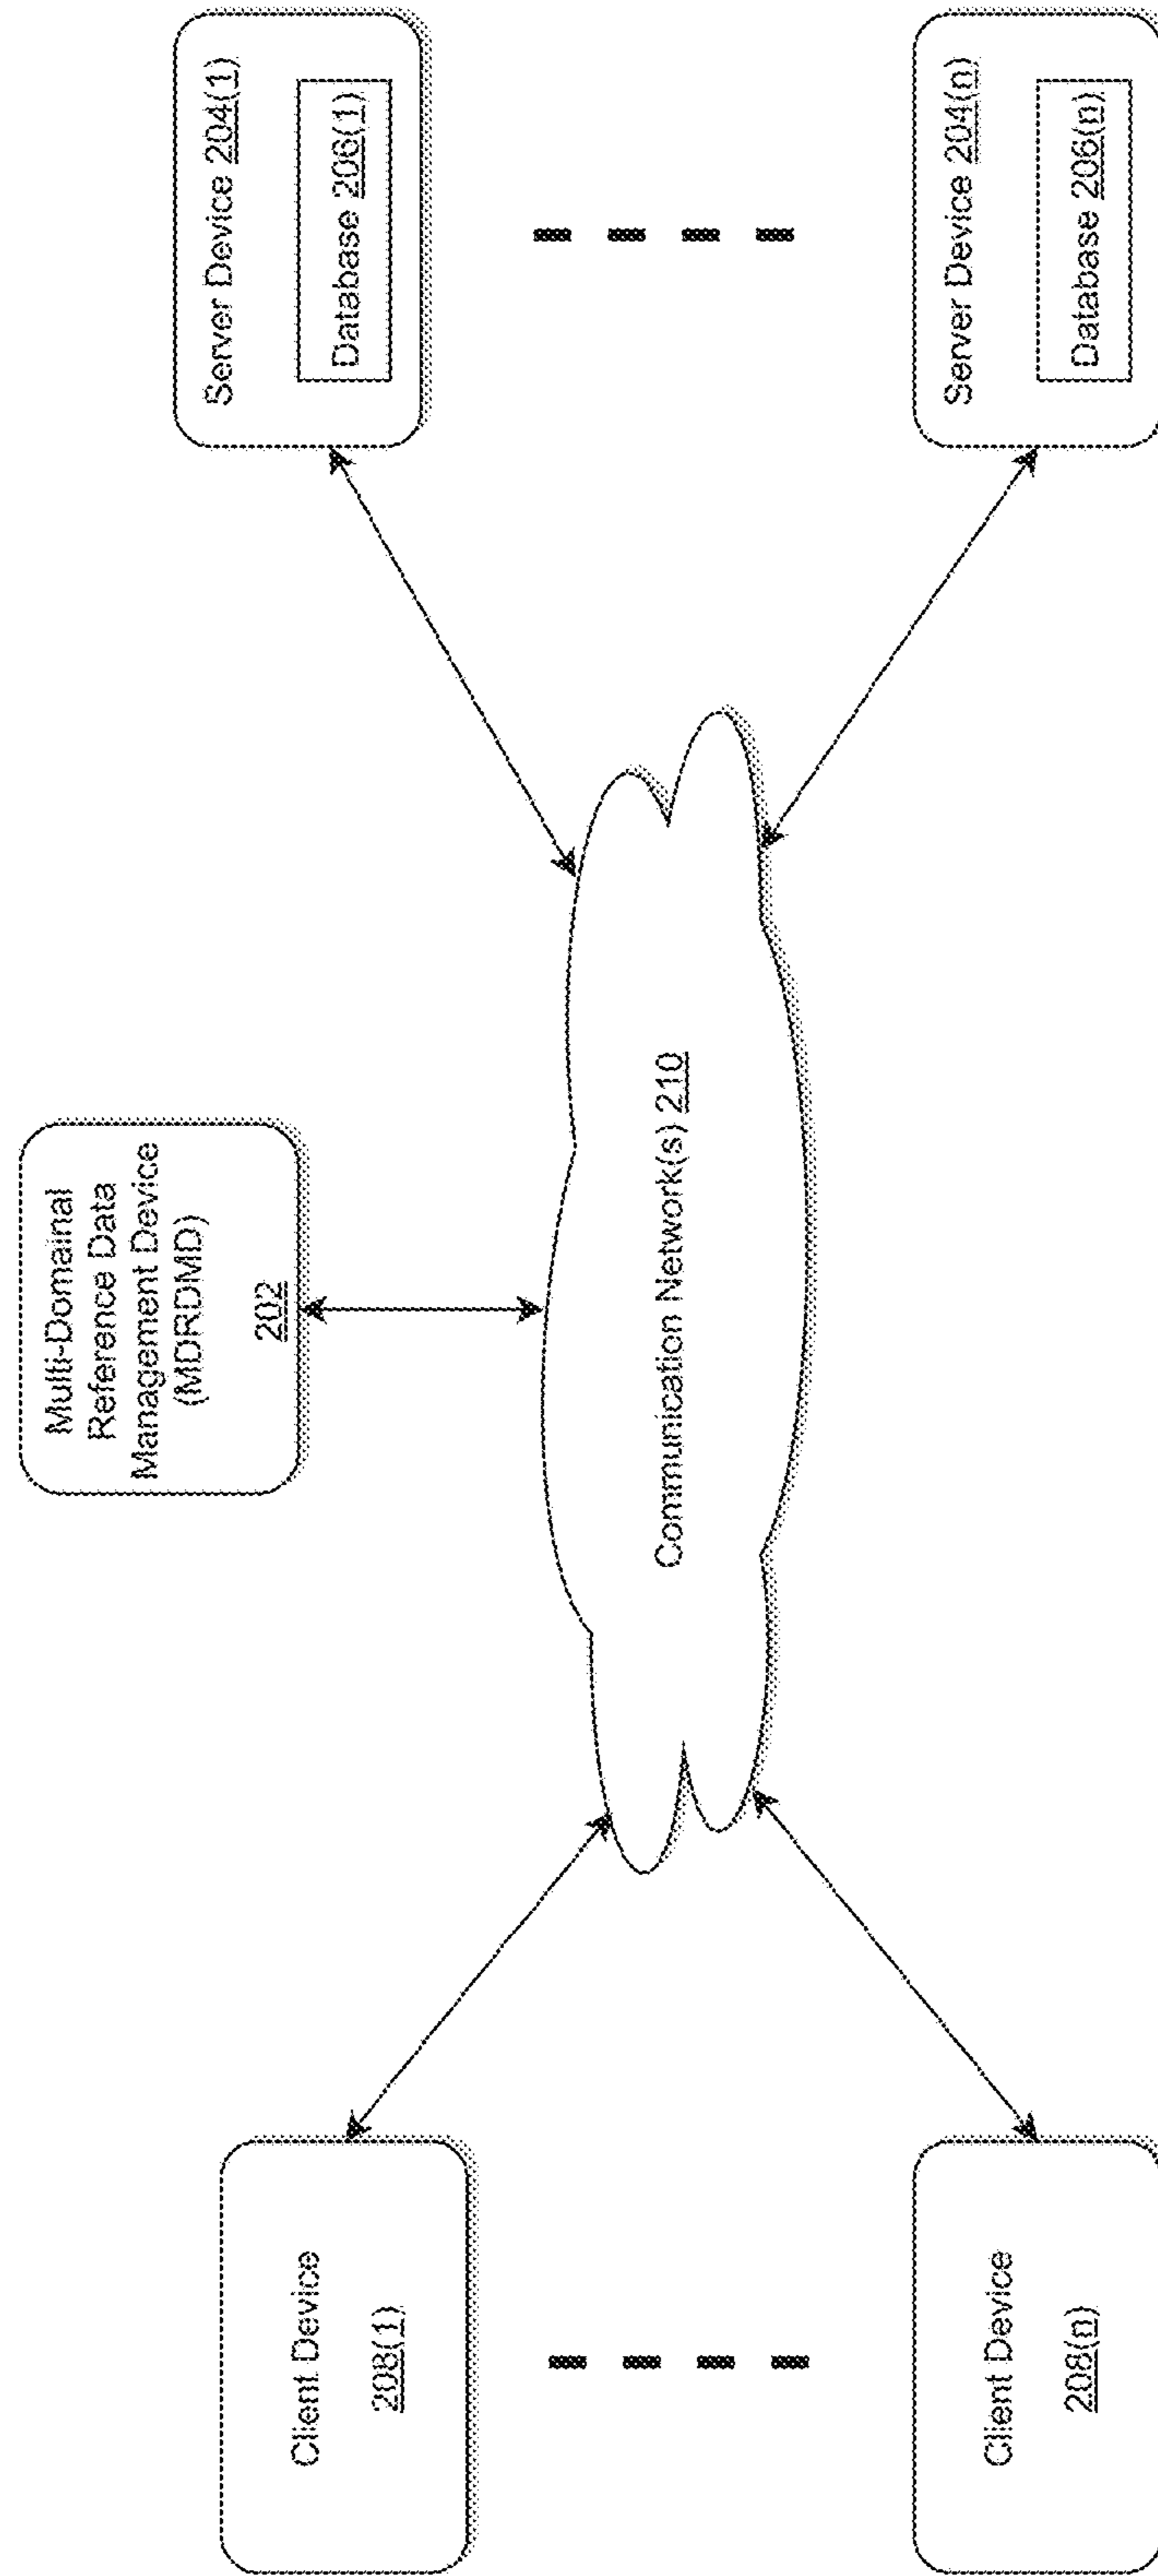 Multi-Domainal
Reference Data
Management Device
(MDRDMD)
202
Client Device
208(1)
Client Device
208(n)
Communication Network(s) 210
Server Device 204(1)
Database 206(1)
Server Device 204(n)
Database 206(n)